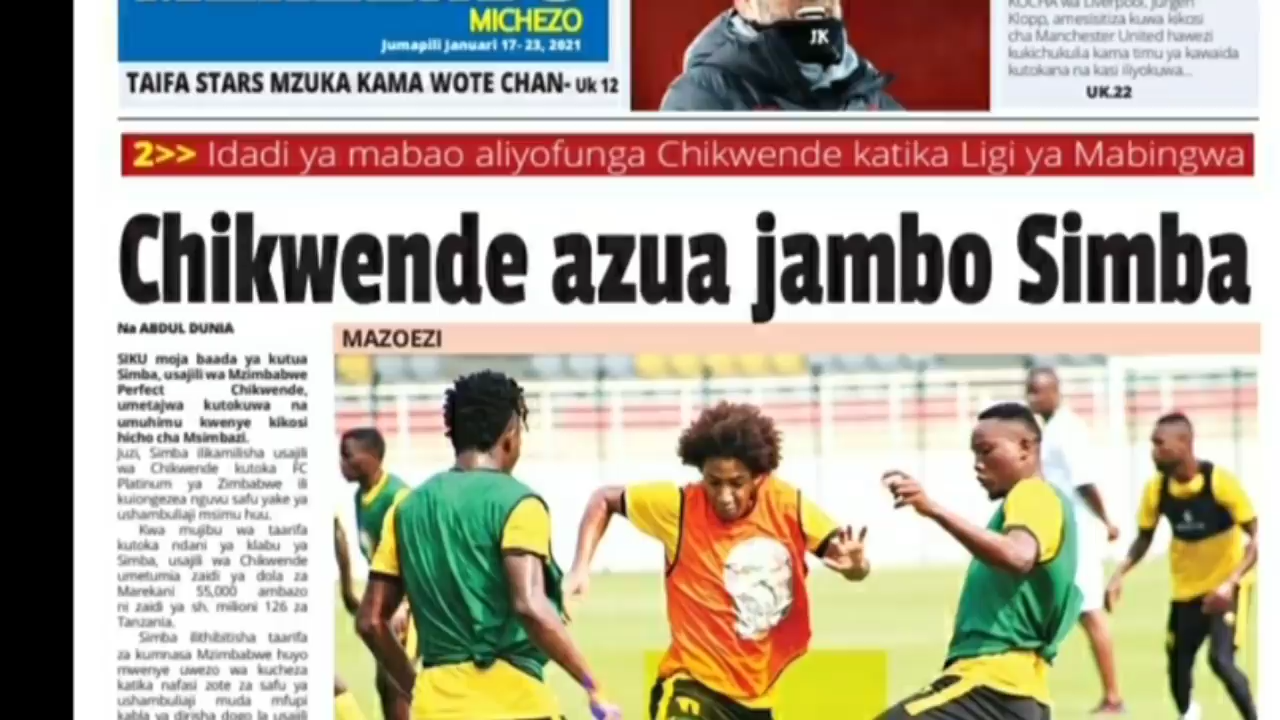 MICHEZO
Jumapili Januari 17- 23, 2021
TAIFA STARS MZUKA KAMA WOTE CHAN- Uk 12
JK
KOCHA wa Liverpool, Jurgen
Klopp, amesisitiza kuwa kikosi
cha Manchester United hawezi
kukichukulia kama timu ya kawaida
kutokana na kasi iliyokuwa...
UK.22
2>> Idadi ya mabao aliyofunga Chikwende katika Ligi ya Mabingwa
Chikwende azua jambo Simba
Na ABDUL DUNIA
SIKU moja baada ya kutua
Simba, usajili wa Mzimbabwe
Perfect Chikwende,
umetajwa kutokuwa na
umuhimu kwenye kikosi
hicho cha Msimbazi.
Juzi, Simba ilikamilisha usajili
wa Chikwende kutoka FC
Platinum ya Zimbabwe ili
kuiongezea nguvu safu yake ya
ushambuliaji msimu huu.
Kwa mujibu wa taarifa
kutoka ndani ya klabu ya
Simba, usajili wa Chikwende
umetumia zaidi ya dola za
Marekani 55,000 ambazo
ni zaidi ya sh. milioni 126 za
Tanzania.
Simba ilithibitisha taarifa
za kumnasa Mzimbabwe huyo
mwenye uwezo wa kucheza
katika nafasi zote za safu ya
ushambuliaji muda mfupi
kabla ya dirisha dogo la usajili
MAZOEZI